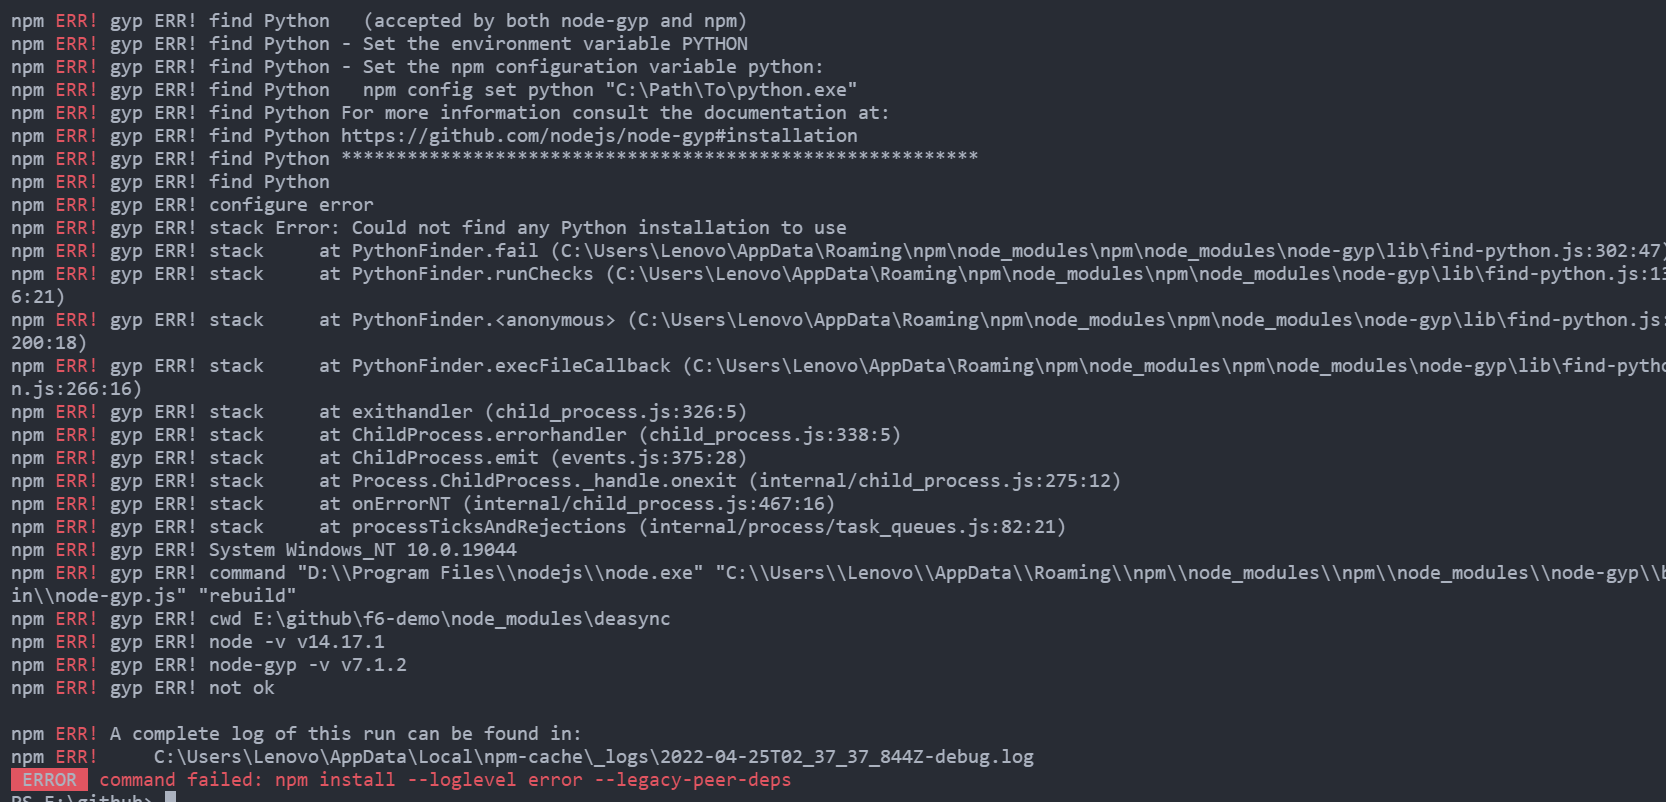 npm ERR! gyp ERR! find Python   (accepted by both node-gyp and npm)
npm ERR! gyp ERR! find Python - Set the environment variable PYTHON
npm ERR! gyp ERR! find Python - Set the npm configuration variable python:
npm ERR! gyp ERR! find Python   npm config set python "C:\Path\To\python.exe"
npm ERR! gyp ERR! find Python For more information consult the documentation at:
npm ERR! gyp ERR! find Python https://github.com/nodejs/node-gyp#installation
npm ERR! gyp ERR! find Python **********************************************************
npm ERR! gyp ERR! find Python
npm ERR! gyp ERR! configure error
npm ERR! gyp ERR! stack Error: Could not find any Python installation to use
npm ERR! gyp ERR! stack     at PythonFinder.fail (C:\Users\Lenovo\AppData\Roaming\npm\node_modules\npm\node_modules\node-gyp\lib\find-python.js:302:47)
npm ERR! gyp ERR! stack     at PythonFinder.runChecks (C:\Users\Lenovo\AppData\Roaming\npm\node_modules\npm\node_modules\node-gyp\lib\find-python.js:13
6:21)
npm ERR! gyp ERR! stack     at PythonFinder.<anonymous> (C:\Users\Lenovo\AppData\Roaming\npm\node_modules\npm\node_modules\node-gyp\lib\find-python.js:
200:18)
npm ERR! gyp ERR! stack     at PythonFinder.execFileCallback (C:\Users\Lenovo\AppData\Roaming\npm\node_modules\npm\node_modules\node-gyp\lib\find-pytho
n.js:266:16)
npm ERR! gyp ERR! stack     at exithandler (child_process.js:326:5)
npm ERR! gyp ERR! stack     at ChildProcess.errorhandler (child_process.js:338:5)
npm ERR! gyp ERR! stack     at ChildProcess.emit (events.js:375:28)
npm ERR! gyp ERR! stack     at Process.ChildProcess._handle.onexit (internal/child_process.js:275:12)
npm ERR! gyp ERR! stack     at onErrorNT (internal/child_process.js:467:16)
npm ERR! gyp ERR! stack     at processTicksAndRejections (internal/process/task_queues.js:82:21)
npm ERR! gyp ERR! System Windows_NT 10.0.19044
npm ERR! gyp ERR! command "D:\\Program Files\\nodejs\\node.exe" "C:\\Users\\Lenovo\\AppData\\Roaming\\npm\\node_modules\\npm\\node_modules\\node-gyp\\b
in\\node-gyp.js" "rebuild"
npm ERR! gyp ERR! cwd E:\github\f6-demo\node_modules\deasync
npm ERR! gyp ERR! node -v v14.17.1
npm ERR! gyp ERR! node-gyp -v v7.1.2
npm ERR! gyp ERR! not ok
npm ERR! A complete log of this run can be found in:
npm ERR!     C:\Users\Lenovo\AppData\Local\npm-cache\_logs\2022-04-25T02_37_37_844Z-debug.log
ERROR command failed: npm install --loglevel error --legacy-peer-deps
PS E:\github>